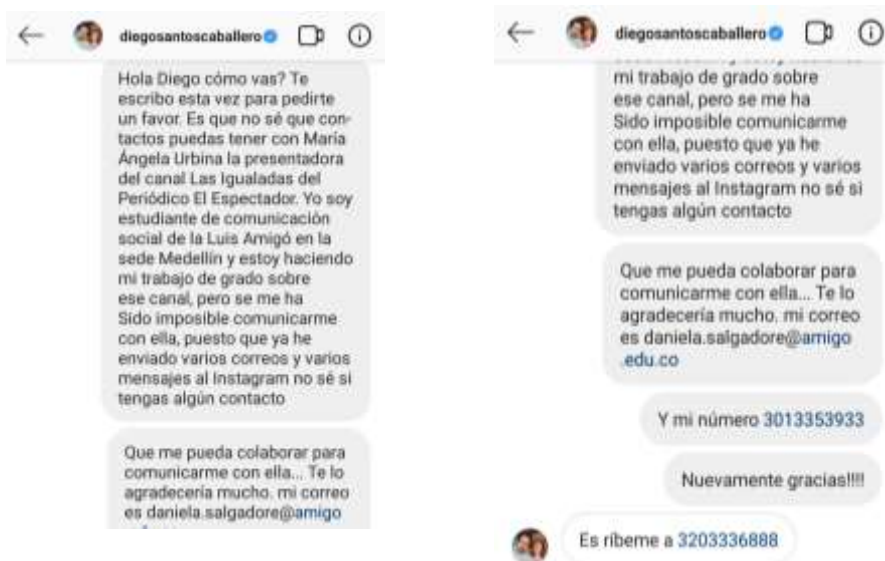 diegosantoscaballero
Hola Diego cómo vas? Te
escribo esta vez para pedirte
un favor. Es que no sé que con-
tactos puedas tener con María
Ángela Urbina la presentadora
del canal Las Igualadas del
Periódico El Espectador. Yo soy
estudiante de comunicación
social de la Luis Amigó en la
sede Medellín y estoy haciendo
mi trabajo de grado sobre
ese canal, pero se me ha
Sido imposible comunicarme
con ella, puesto que ya he
enviado varios correos y varios
mensajes al Instagram no sé si
tengas algún contacto
Que me pueda colaborar para
comunicarme con ella... Te lo
agradecería mucho. mi correo
es daniela.salgadore@amigo
diegosantoscaballero
mi trabajo de grado sobre
ese canal, pero se me ha
Sido imposible comunicarme
con ella, puesto que ya he
enviado varios correos y varios
mensajes al Instagram no sé si
tengas algún contacto
Que me pueda colaborar para
comunicarme con ella... Te lo
agradecería mucho. mi correo
es daniela.salgadore@amigo
.edu.co
Y mi número 3013353933
Nuevamente gracias!!!!
Es ribeme a 3203336888